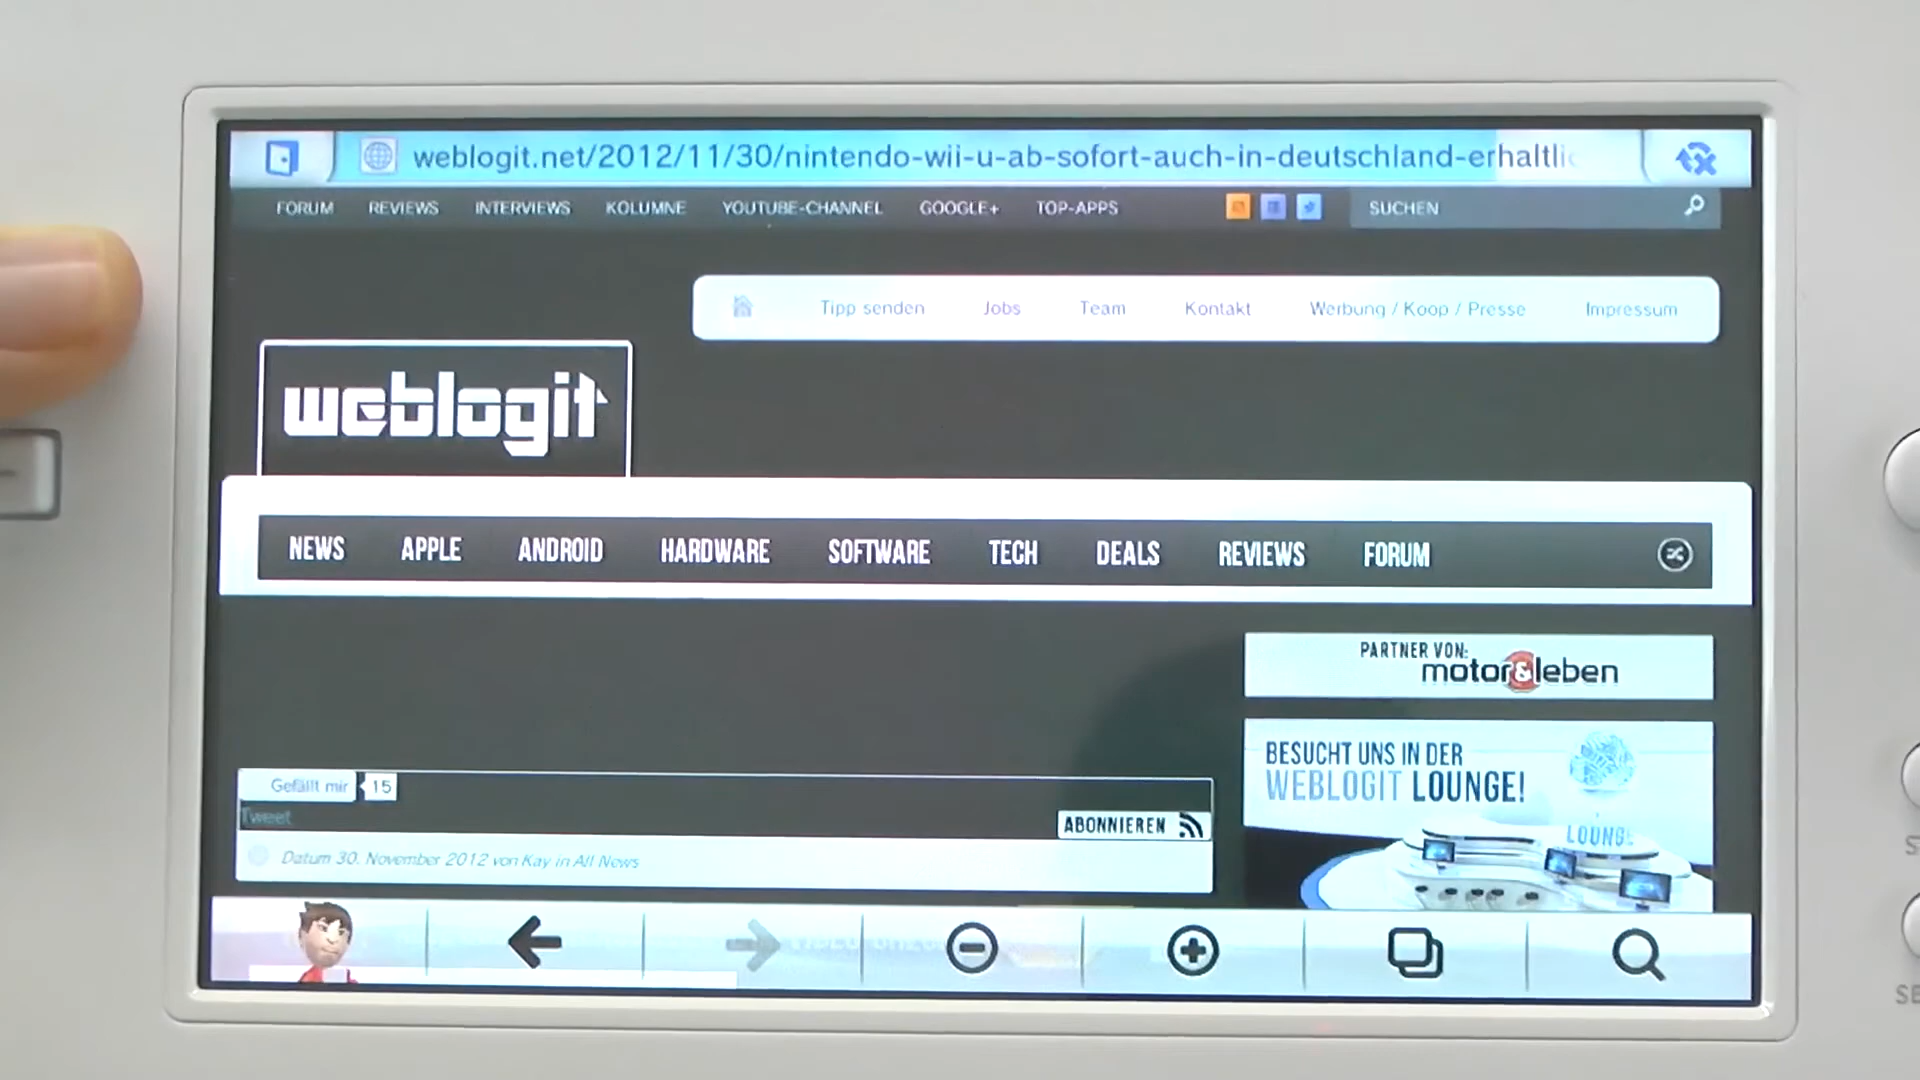 weblogit.net/2012/11/30/nintendo-wii-u-ab-sofort-auch-in-deutschland-erhaltlic
FORUM REVIEWS INTERVIEWS KOLUMNE YOUTUBE-CHANNEL GOOGLE+ TOP-APPS SUCHEN
Tipp senden Jobs Team Kontakt Werbung / Koop / Presse Impressum
weblogit
NEWS APPLE ANDROID HARDWARE SOFTWARE TECH DEALS REVIEWS FORUM
PARTNER VON:
motor&leben
BESUCHT UNS IN DER
WEBLOGIT LOUNGE!
LOUNGE
Gefällt mir 15
Tweet
ABONNIEREN
Datum 30. November 2012 von Kay in All News